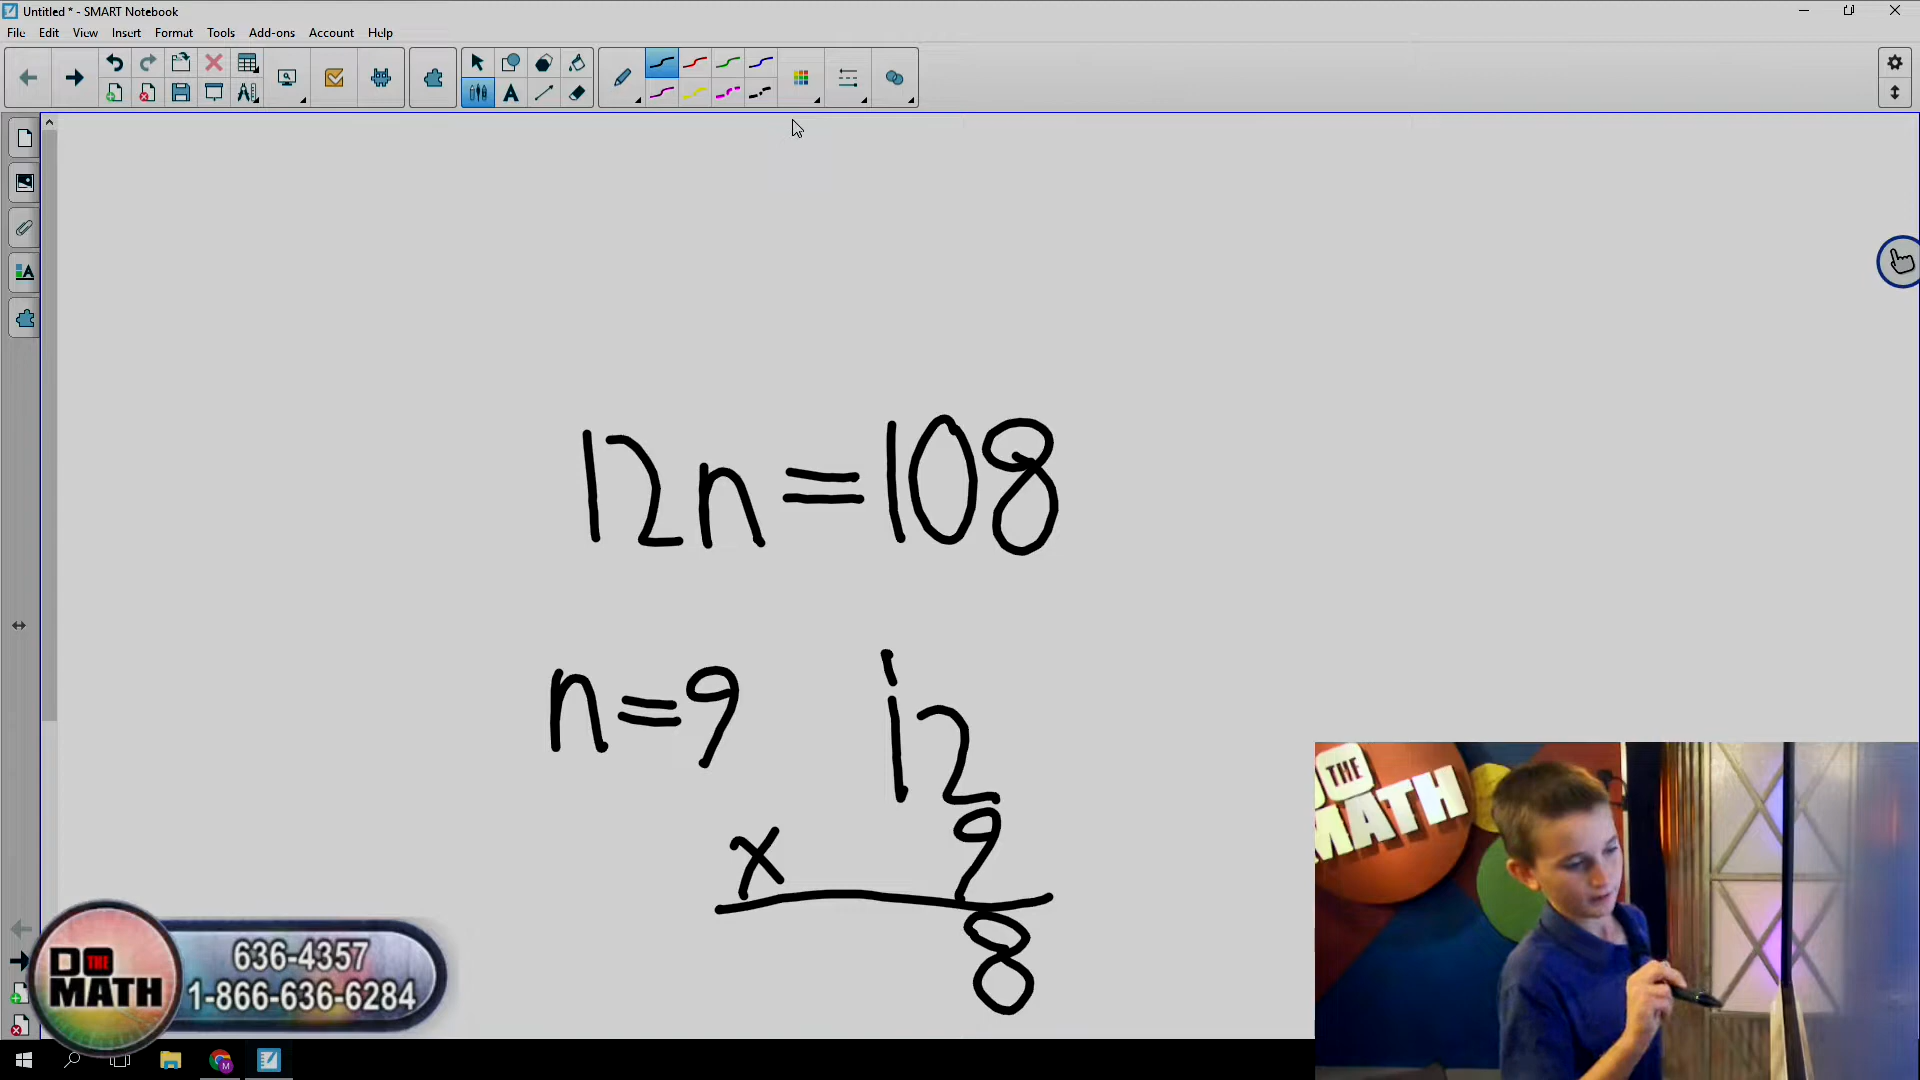 Untitled * - SMART Notebook
File Edit View Insert Format Tools Add-ons Account Help
12n=108
n=9
12
x 9
8
DO THE MATH
636-4357
1-866-636-6284
DO THE MATH